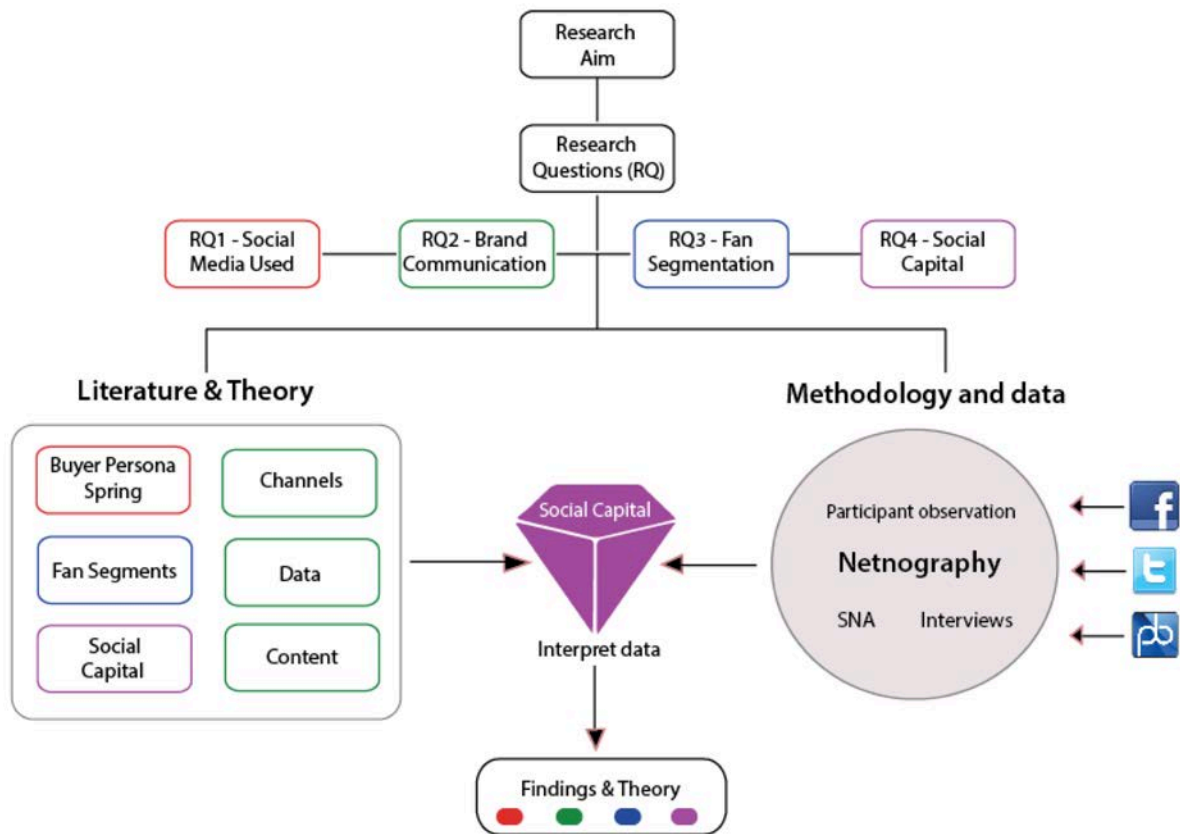 Research
Aim
Research
Questions (RQ)
RQ1 - Social
Media Used
RQ2 - Brand
Communication
RQ3 - Fan
Segmentation
RQ4 - Social
Capital
Literature & Theory
Buyer Persona
Spring
Channels
Fan Segments
Data
Social
Capital
Content
Social Capital
Interpret data
Methodology and data
Participant observation
Netnography
SNA Interviews
f
t
pb
Findings & Theory